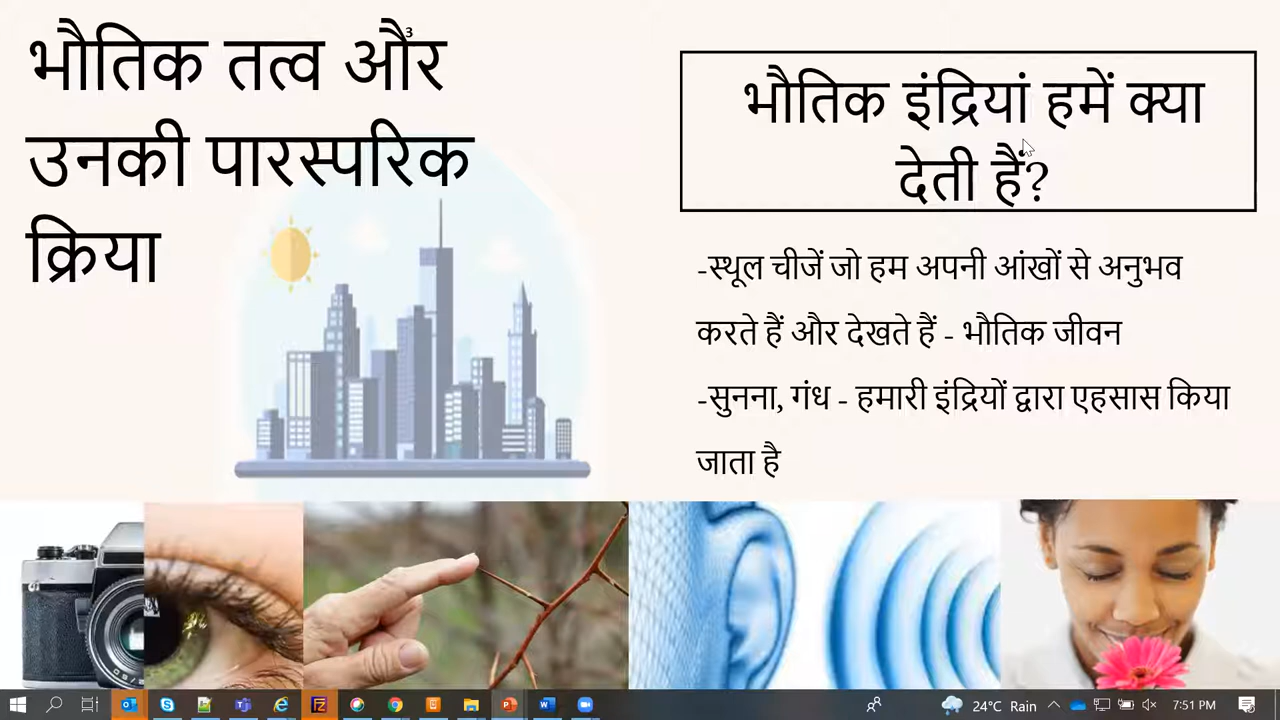 3
भौतिक तत्व और
उनकी पारस्परिक
क्रिया
भौतिक इंद्रियां हमें क्या
देती हैं?
-स्थूल चीजें जो हम अपनी आंखों से अनुभव
करते हैं और देखते हैं - भौतिक जीवन
-सुनना, गंध - हमारी इंद्रियों द्वारा एहसास किया
जाता है
24°C Rain
7:51 PM